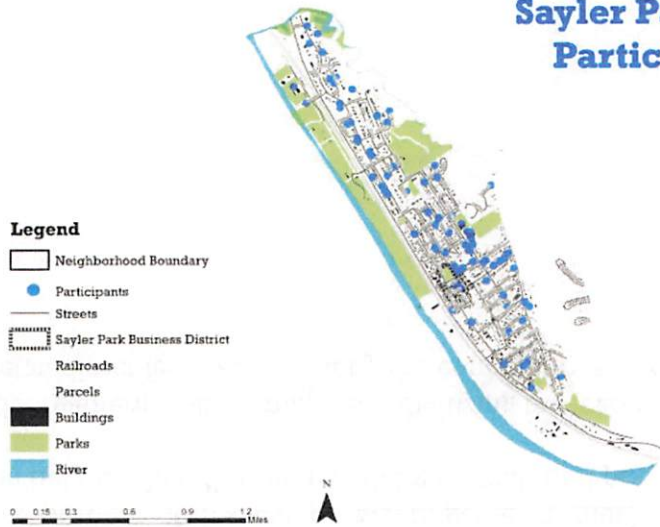 Sayler P
Partic
Legend
Neighborhood Boundary
Participants
Streets
Sayler Park Business District
Railroads
Parcels
Buildings
Parks
River
N
0 0.15 0.3 0.6 0.9 1.2
Miles